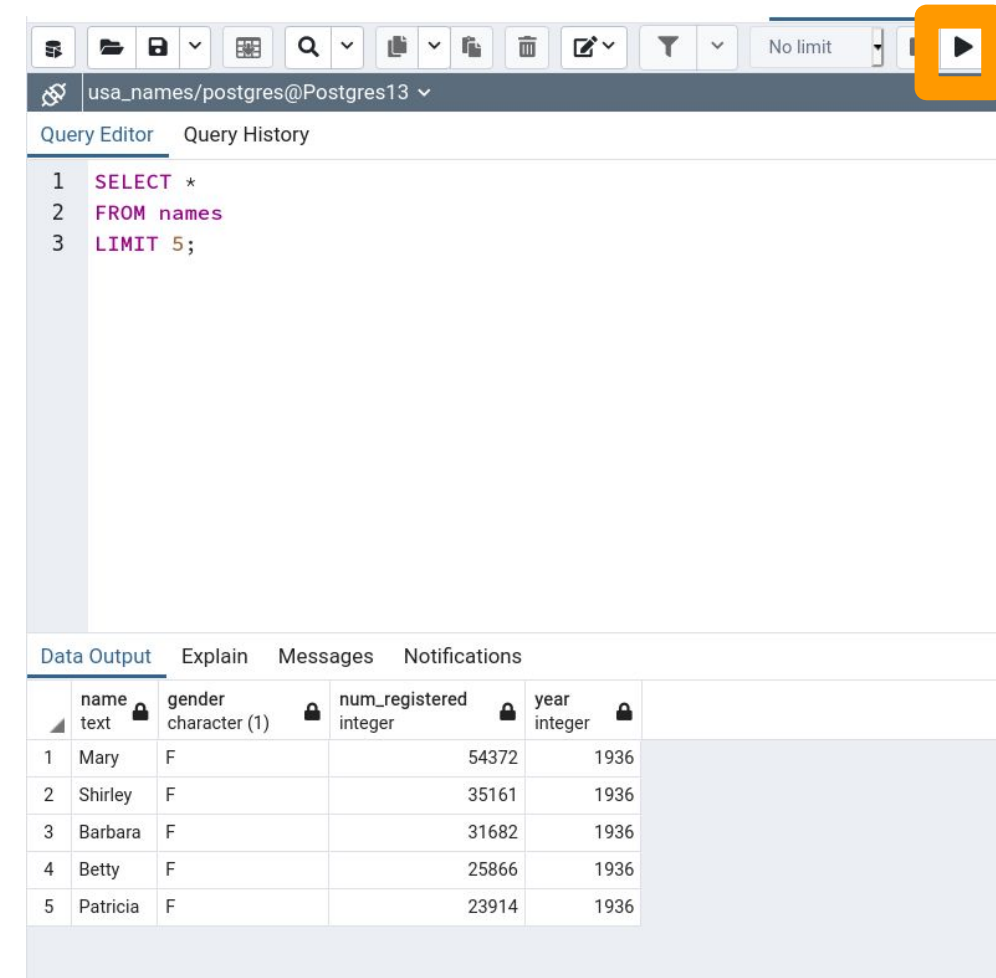 No limit
usa_names/postgres@Postgres13
Query Editor Query History
1 SELECT *
2 FROM names
3 LIMIT 5;
Data Output Explain Messages Notifications
name gender num_registered year
text character (1) integer integer
1 Mary F 54372 1936
2 Shirley F 35161 1936
3 Barbara F 31682 1936
4 Betty F 25866 1936
5 Patricia F 23914 1936